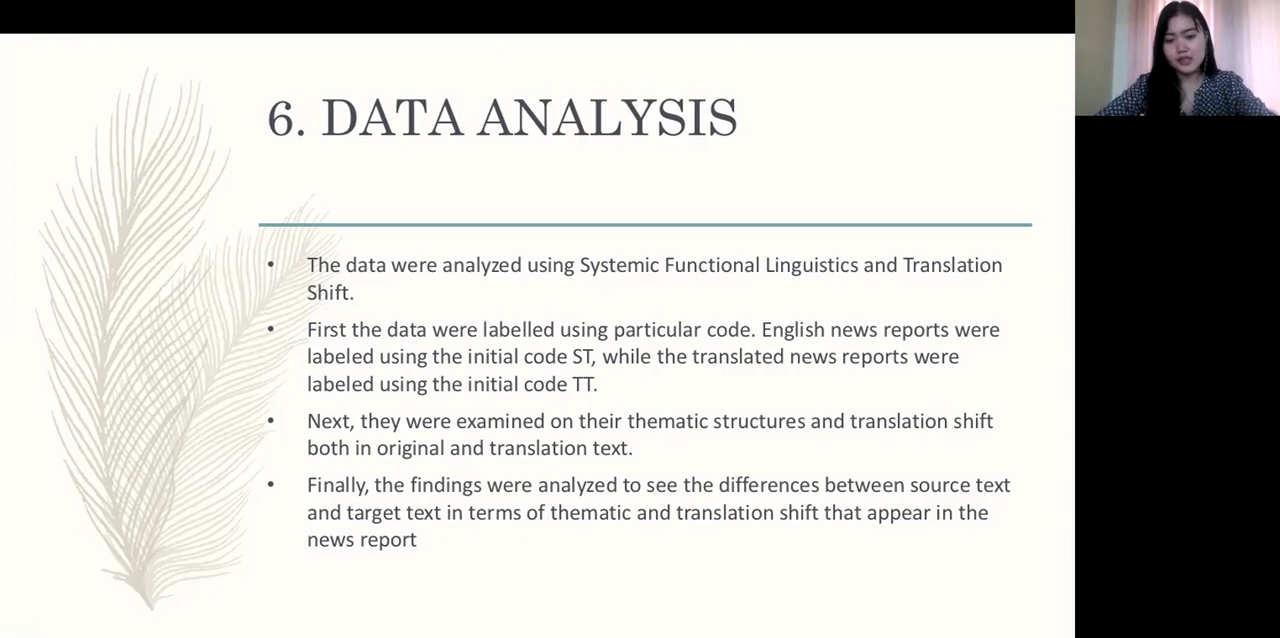 6. DATA ANALYSIS
• The data were analyzed using Systemic Functional Linguistics and Translation
Shift.
• First the data were labelled using particular code. English news reports were
labeled using the initial code ST, while the translated news reports were
labeled using the initial code TT.
• Next, they were examined on their thematic structures and translation shift
both in original and translation text.
• Finally, the findings were analyzed to see the differences between source text
and target text in terms of thematic and translation shift that appear in the
news report